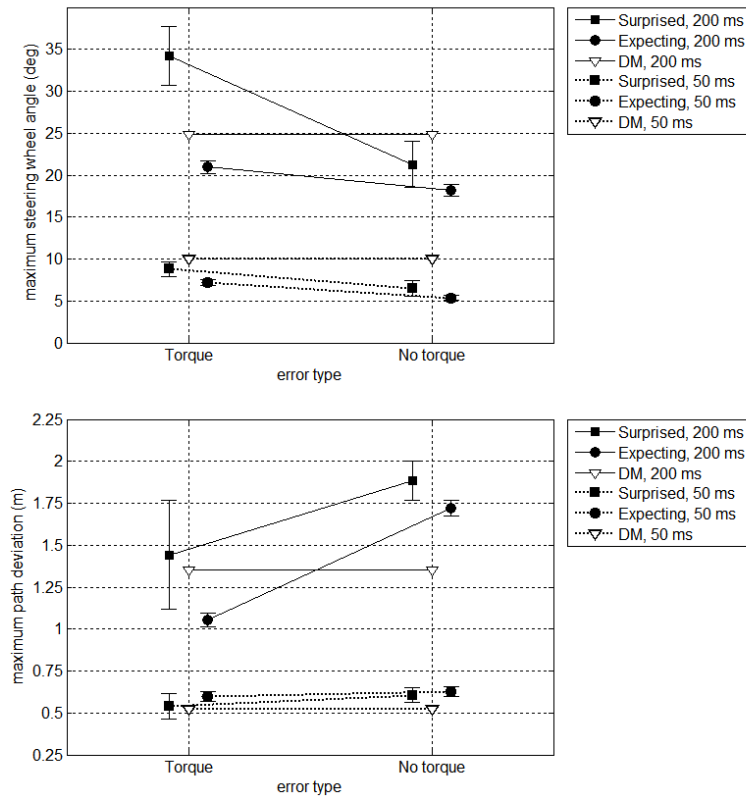 maximum steering wheel angle (deg)
35
30
25
20
15
10
5
0
Torque
No torque
error type
Surprised, 200 ms
Expecting, 200 ms
DM, 200 ms
Surprised, 50 ms
Expecting, 50 ms
DM, 50 ms
maximum path deviation (m)
2.25
2
1.75
1.5
1.25
1
0.75
0.5
0.25
Torque
No torque
error type
Surprised, 200 ms
Expecting, 200 ms
DM, 200 ms
Surprised, 50 ms
Expecting, 50 ms
DM, 50 ms